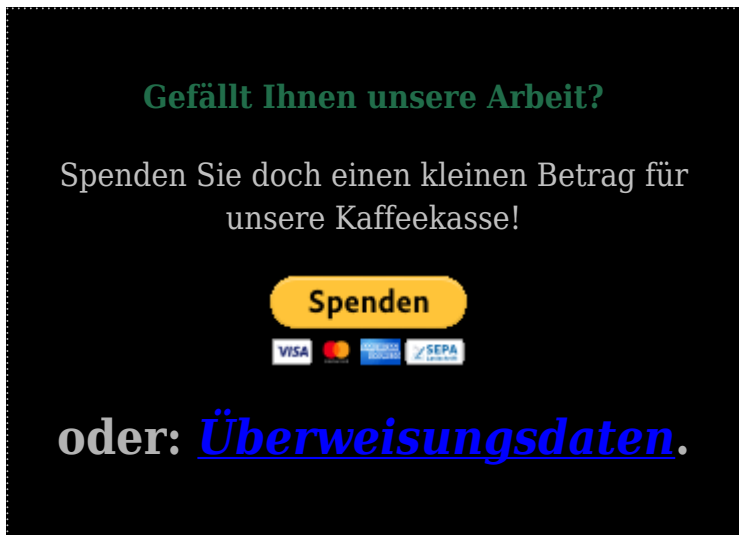 Gefällt Ihnen unsere Arbeit?
Spenden Sie doch einen kleinen Betrag für
unsere Kaffeekasse!
Spenden
VISA SEPA
oder: Überweisungsdaten.